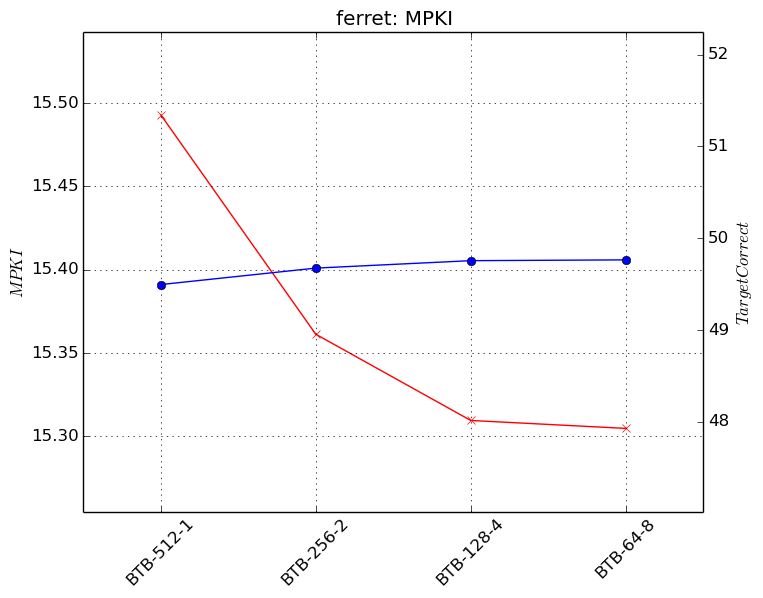 ferret: MPKI
52
15.50
51
15.45
50
MPKI
15.40
TargetCorrect
49
15.35
15.30
48
BTB-512-1
BTB-256-2
BTB-128-4
BTB-64-8